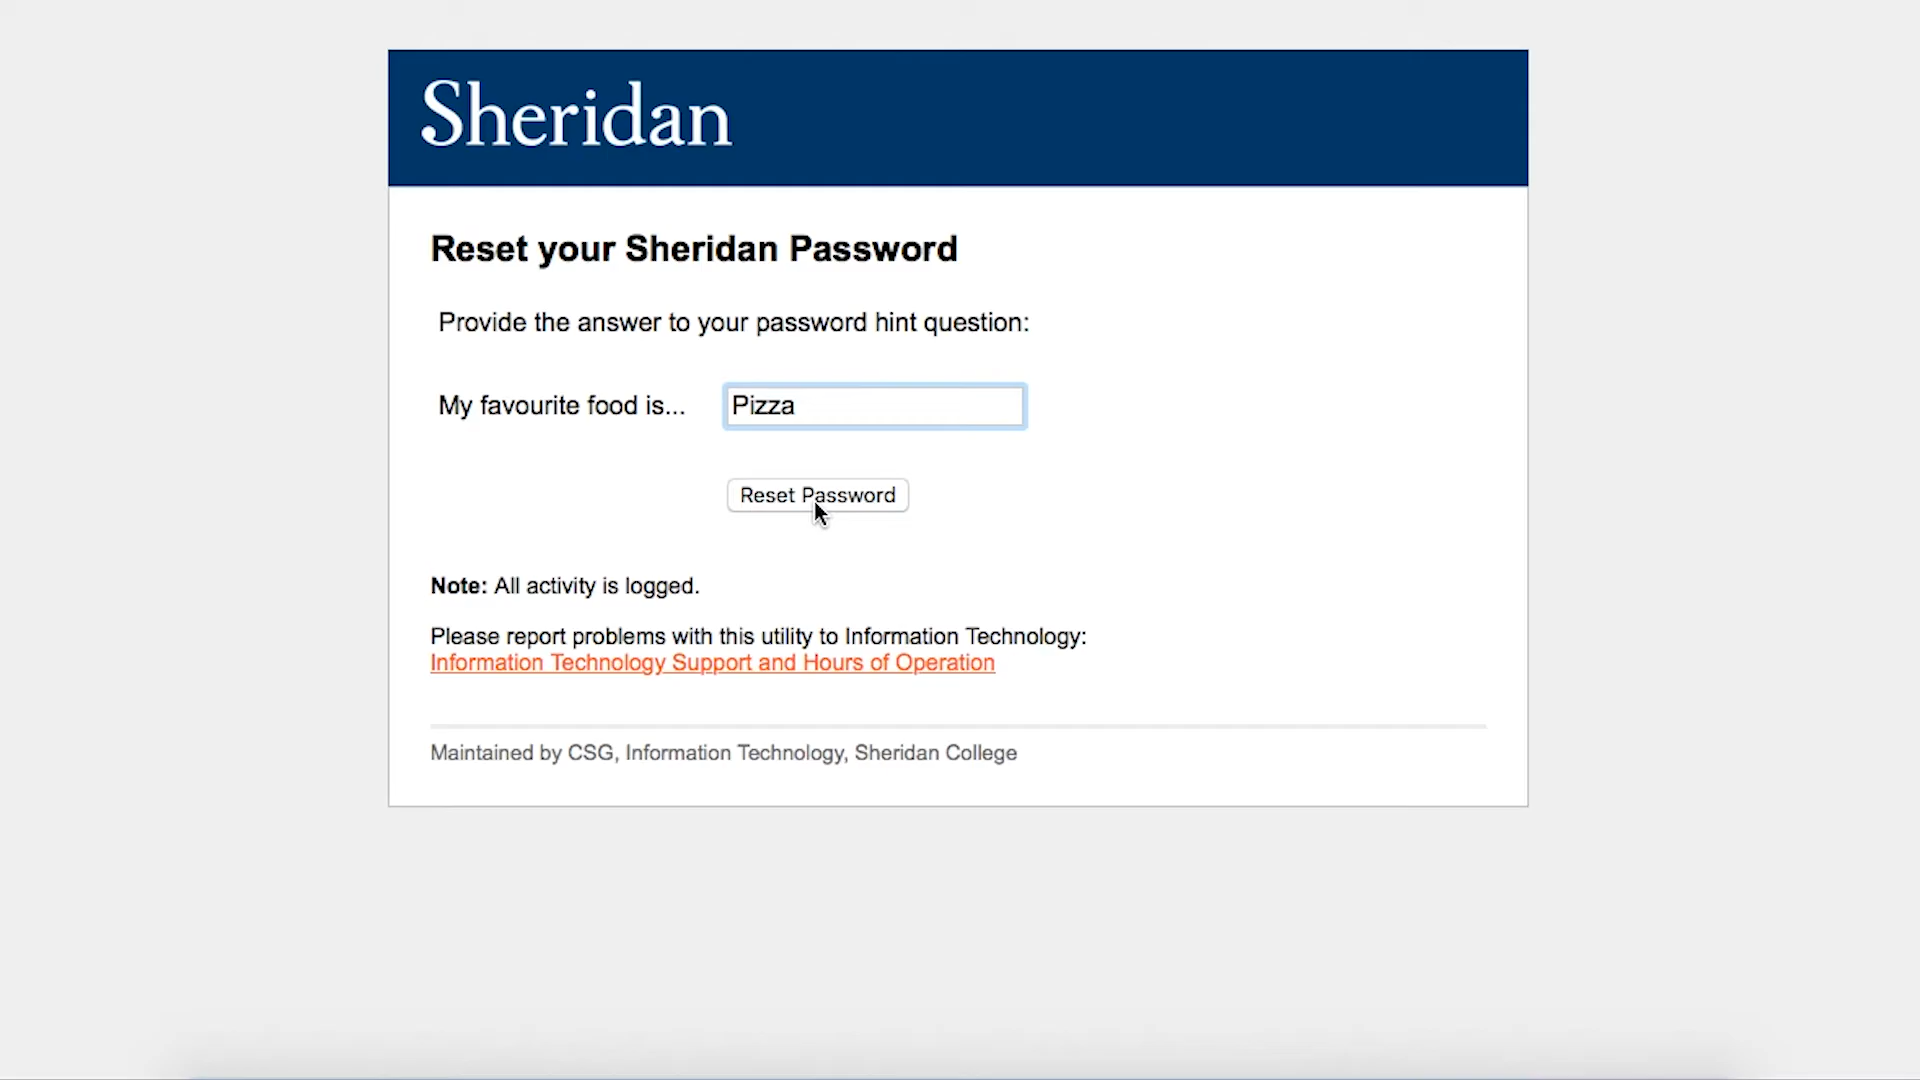 Sheridan
Reset your Sheridan Password
Provide the answer to your password hint question:
My favourite food is... Pizza
Reset Password
Note: All activity is logged.
Please report problems with this utility to Information Technology:
Information Technology Support and Hours of Operation
Maintained by CSG, Information Technology, Sheridan College